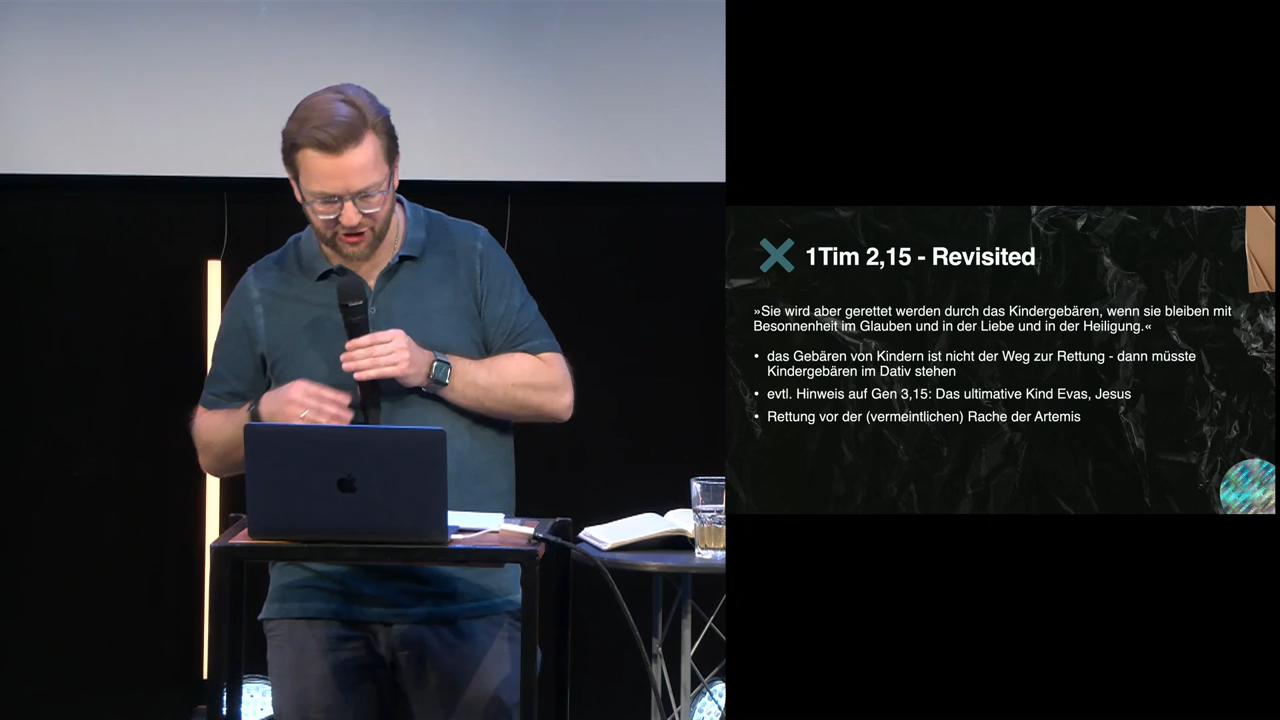 1Tim 2,15 - Revisited
»Sie wird aber gerettet werden durch das Kindergebären, wenn sie bleiben mit
Besonnenheit im Glauben und in der Liebe und in der Heiligung.«
• das Gebären von Kindern ist nicht der Weg zur Rettung - dann müsste
Kindergebären im Dativ stehen
• evtl. Hinweis auf Gen 3,15: Das ultimative Kind Evas, Jesus
• Rettung vor der (vermeintlichen) Rache der Artemis